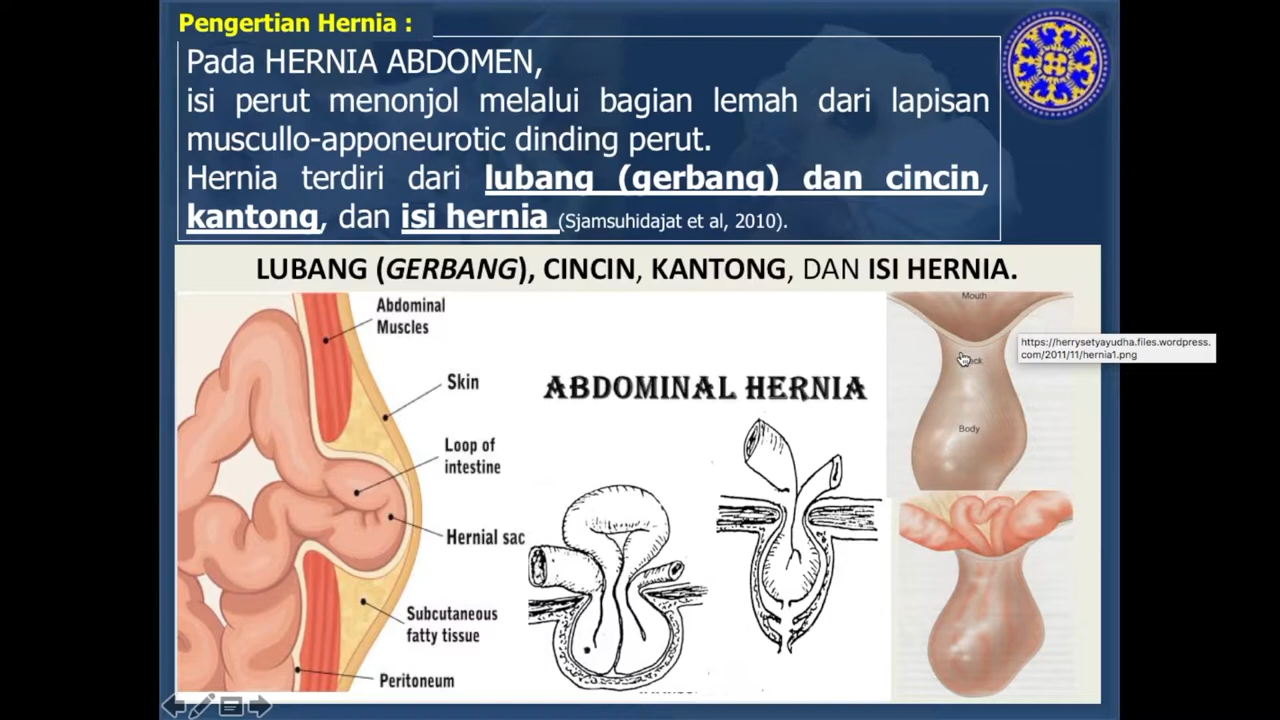 Pengertian Hernia :
Pada HERNIA ABDOMEN,
isi perut menonjol melalui bagian lemah dari lapisan
muscullo-apponeurotic dinding perut.
Hernia terdiri dari lubang (gerbang) dan cincin,
kantong, dan isi hernia (Sjamsuhidajat et al, 2010).
LUBANG (GERBANG), CINCIN, KANTONG, DAN ISI HERNIA.
Abdominal
Muscles
Skin
Loop of
intestine
Hernial sac
Subcutaneous
fatty tissue
Peritoneum
ABDOMINAL HERNIA
Mouth
Body
https://herrysetyayudha.files.wordpress.
com/2011/11/hernia1.png